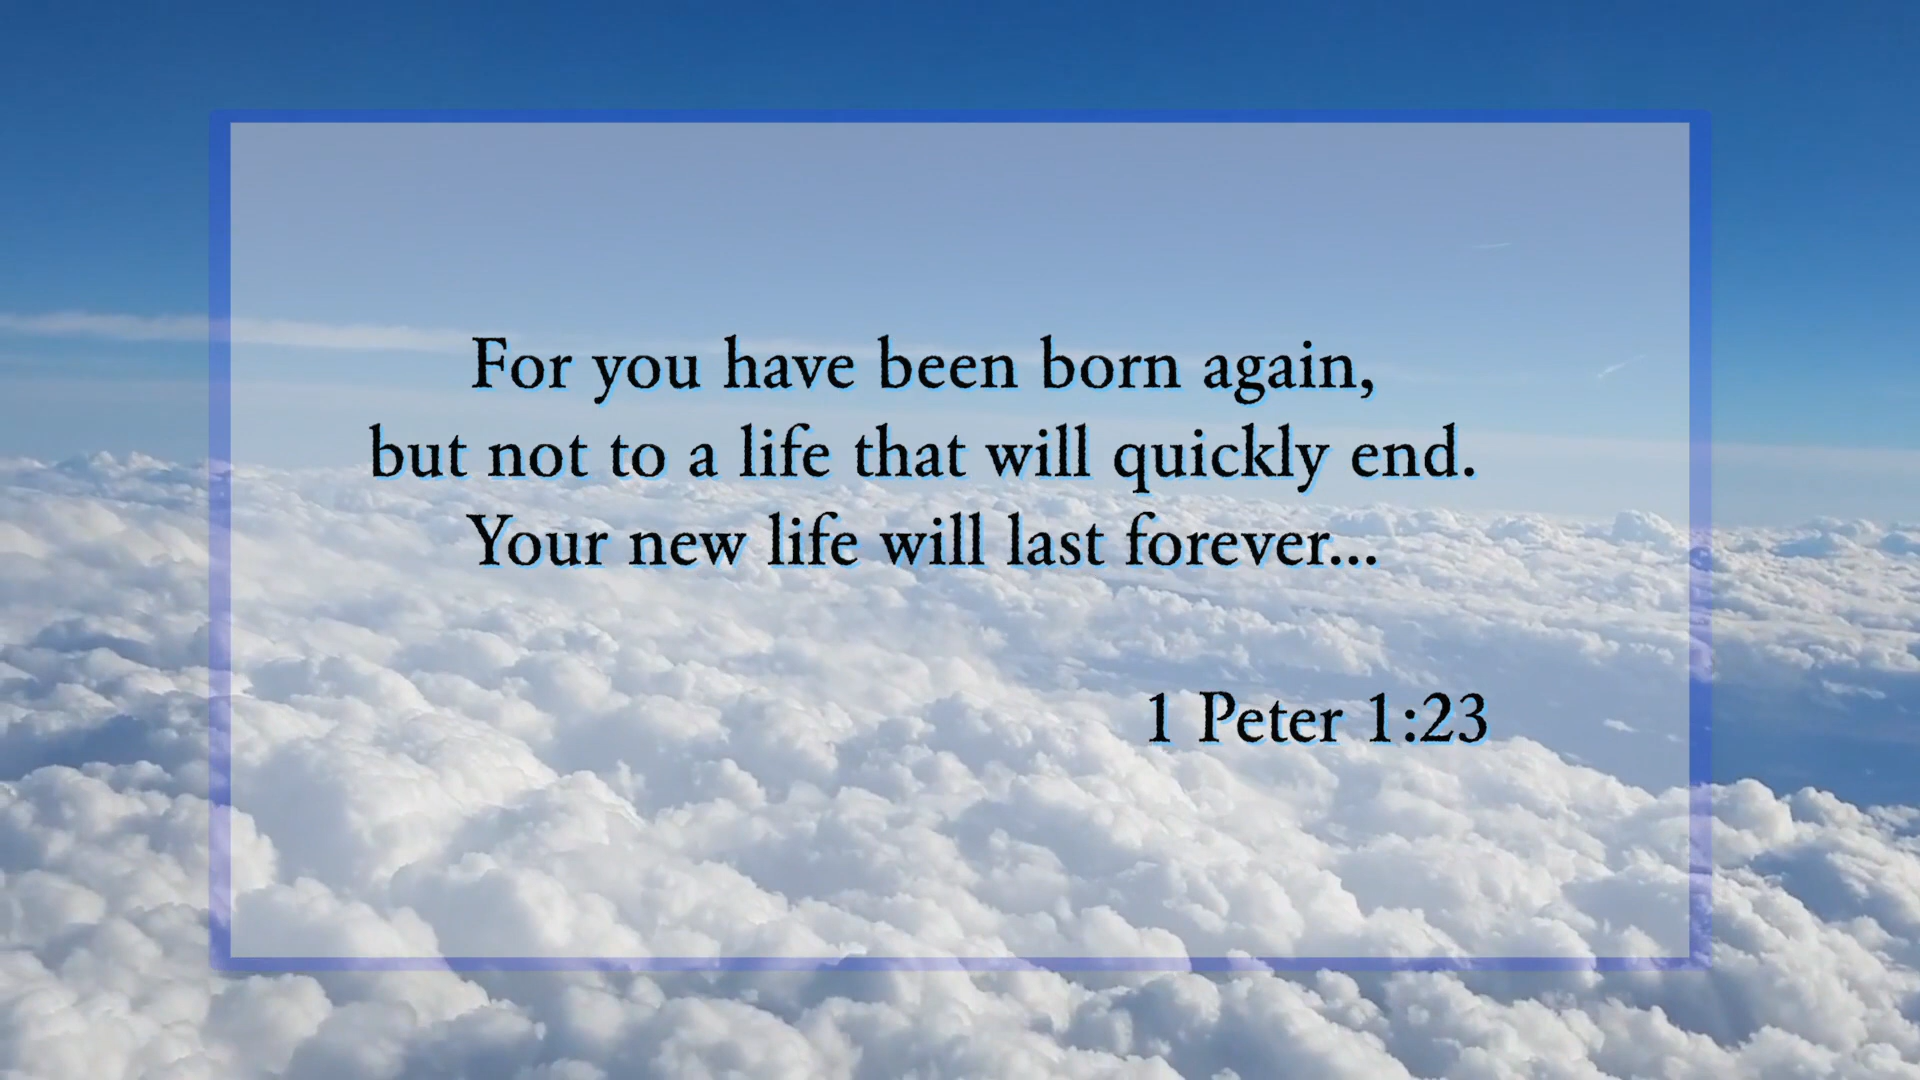 For you have been born again,
but not to a life that will quickly end.
Your new life will last forever...
1 Peter 1:23